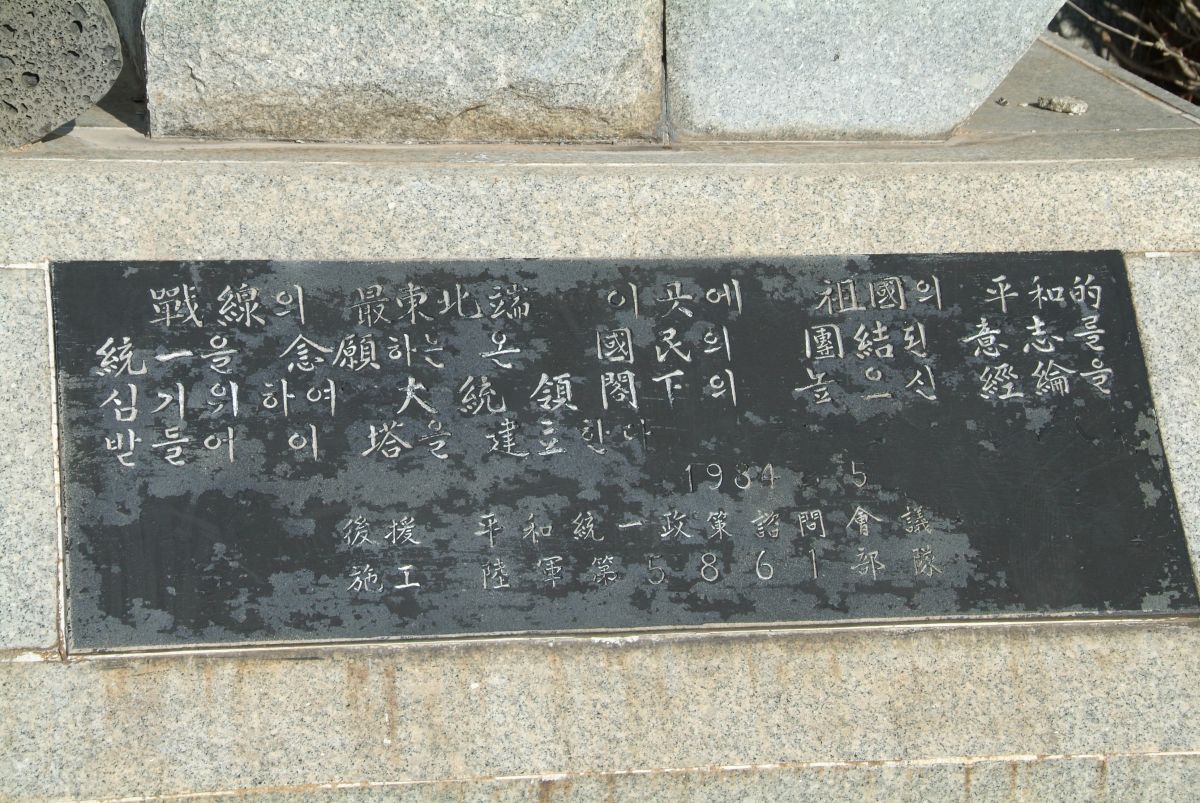 戰線의 最東北端 이곳에 祖國의 平和的
統一을 念願하는 온 國民의 團結된 意志를
심기위하여 大統領閣下의 높으신 經綸을
받들어 이 塔을 建立한다
1984. 5
後援 平和統一政策諮問會議
施工 陸軍第5861部隊